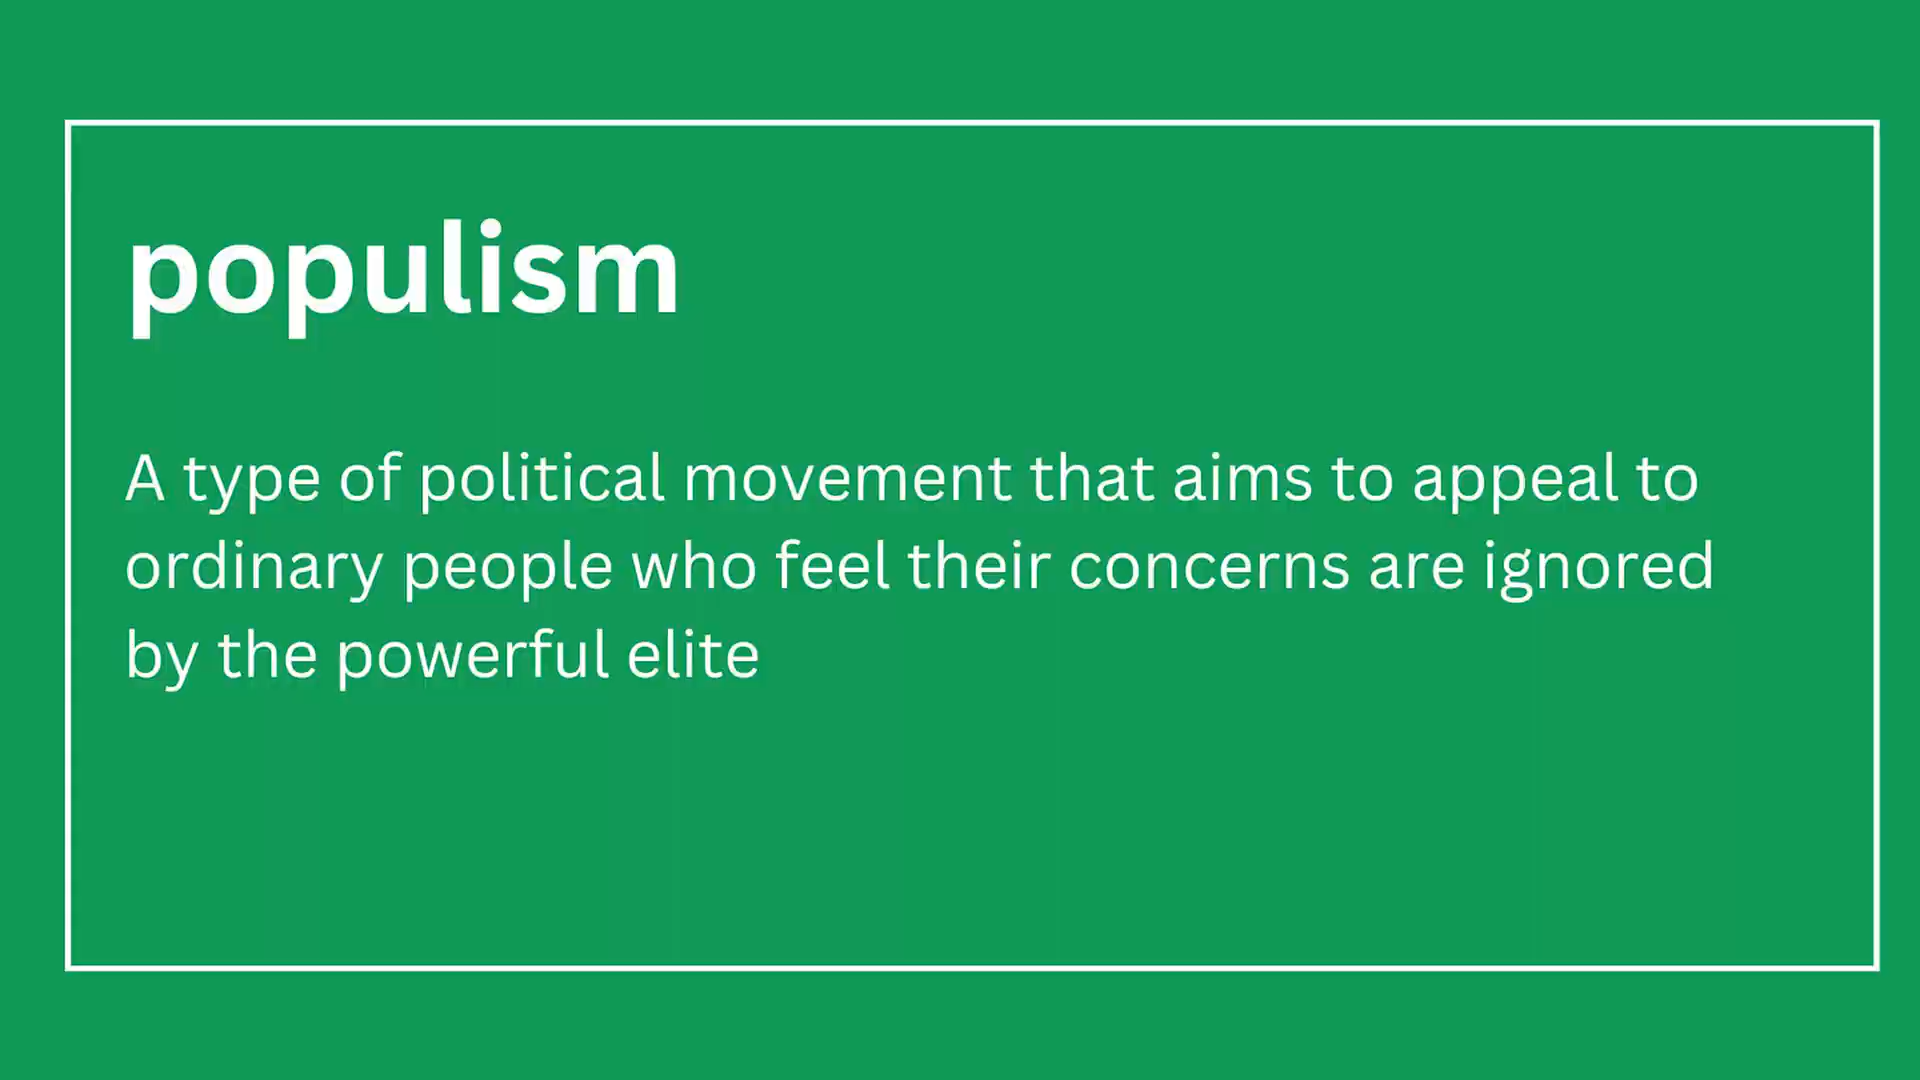 populism
A type of political movement that aims to appeal to
ordinary people who feel their concerns are ignored
by the powerful elite